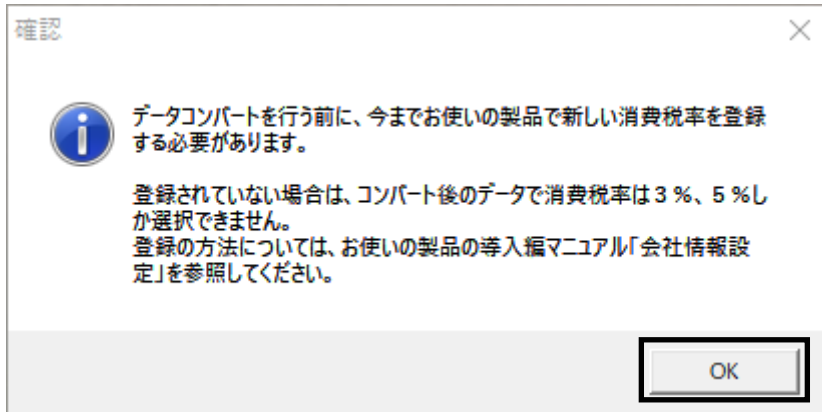 確認
データコンバートを行う前に、今までお使いの製品で新しい消費税率を登録
する必要があります。
登録されていない場合は、コンバート後のデータで消費税率は３％、５％し
か選択できません。
登録の方法については、お使いの製品の導入編マニュアル「会社情報設
定」を参照してください。
OK